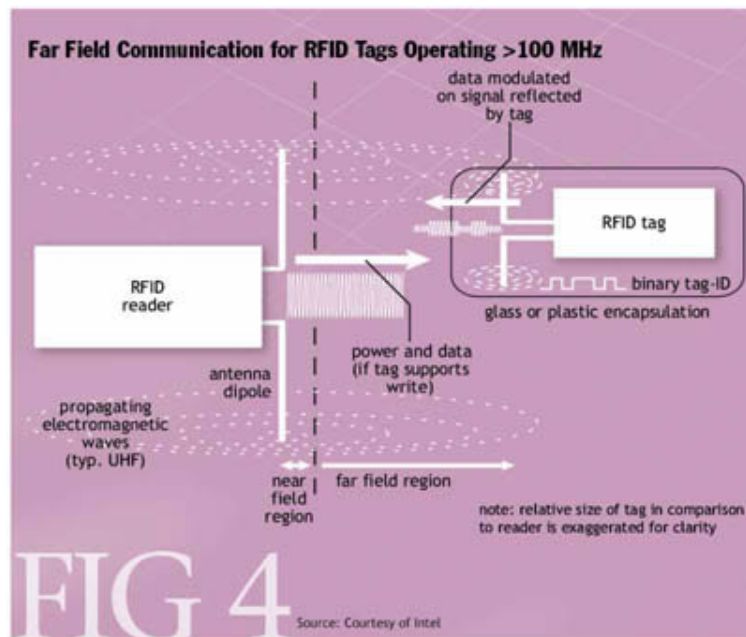 Far Field Communication for RFID Tags Operating >100 MHz
data modulated
on signal reflected
by tag
RFID tag
RFID
reader
binary tag-ID
glass or plastic encapsulation
power and data
(if tag supports
write)
antenna
dipole
propagating
electromagnetic
waves
(typ. UHF)
near
field
region
far field region
note: relative size of tag in comparison
to reader is exaggerated for clarity
FIG 4
Source: Courtesy of Intel